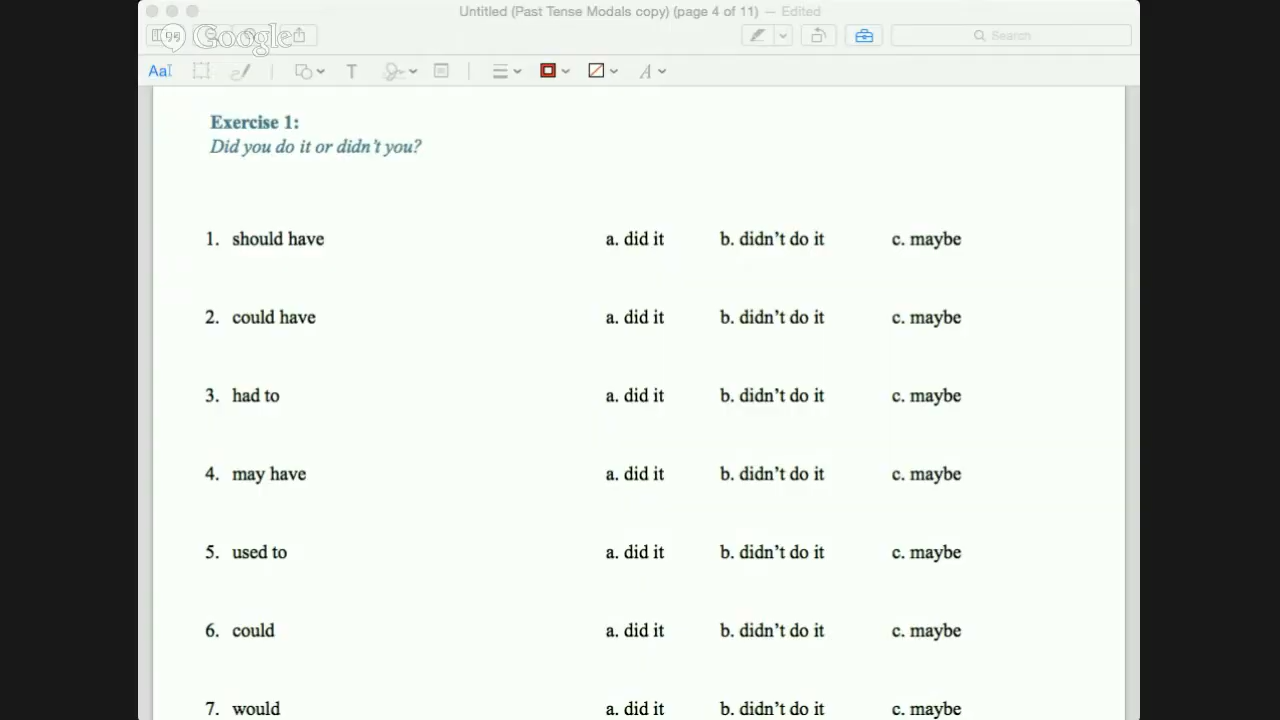 Untitled (Past Tense Modals copy) (page 4 of 11) — Edited
Google
Search
AaI T A
Exercise 1:
Did you do it or didn't you?
1. should have a. did it b. didn't do it c. maybe
2. could have a. did it b. didn't do it c. maybe
3. had to a. did it b. didn't do it c. maybe
4. may have a. did it b. didn't do it c. maybe
5. used to a. did it b. didn't do it c. maybe
6. could a. did it b. didn't do it c. maybe
7. would a. did it b. didn't do it c. maybe